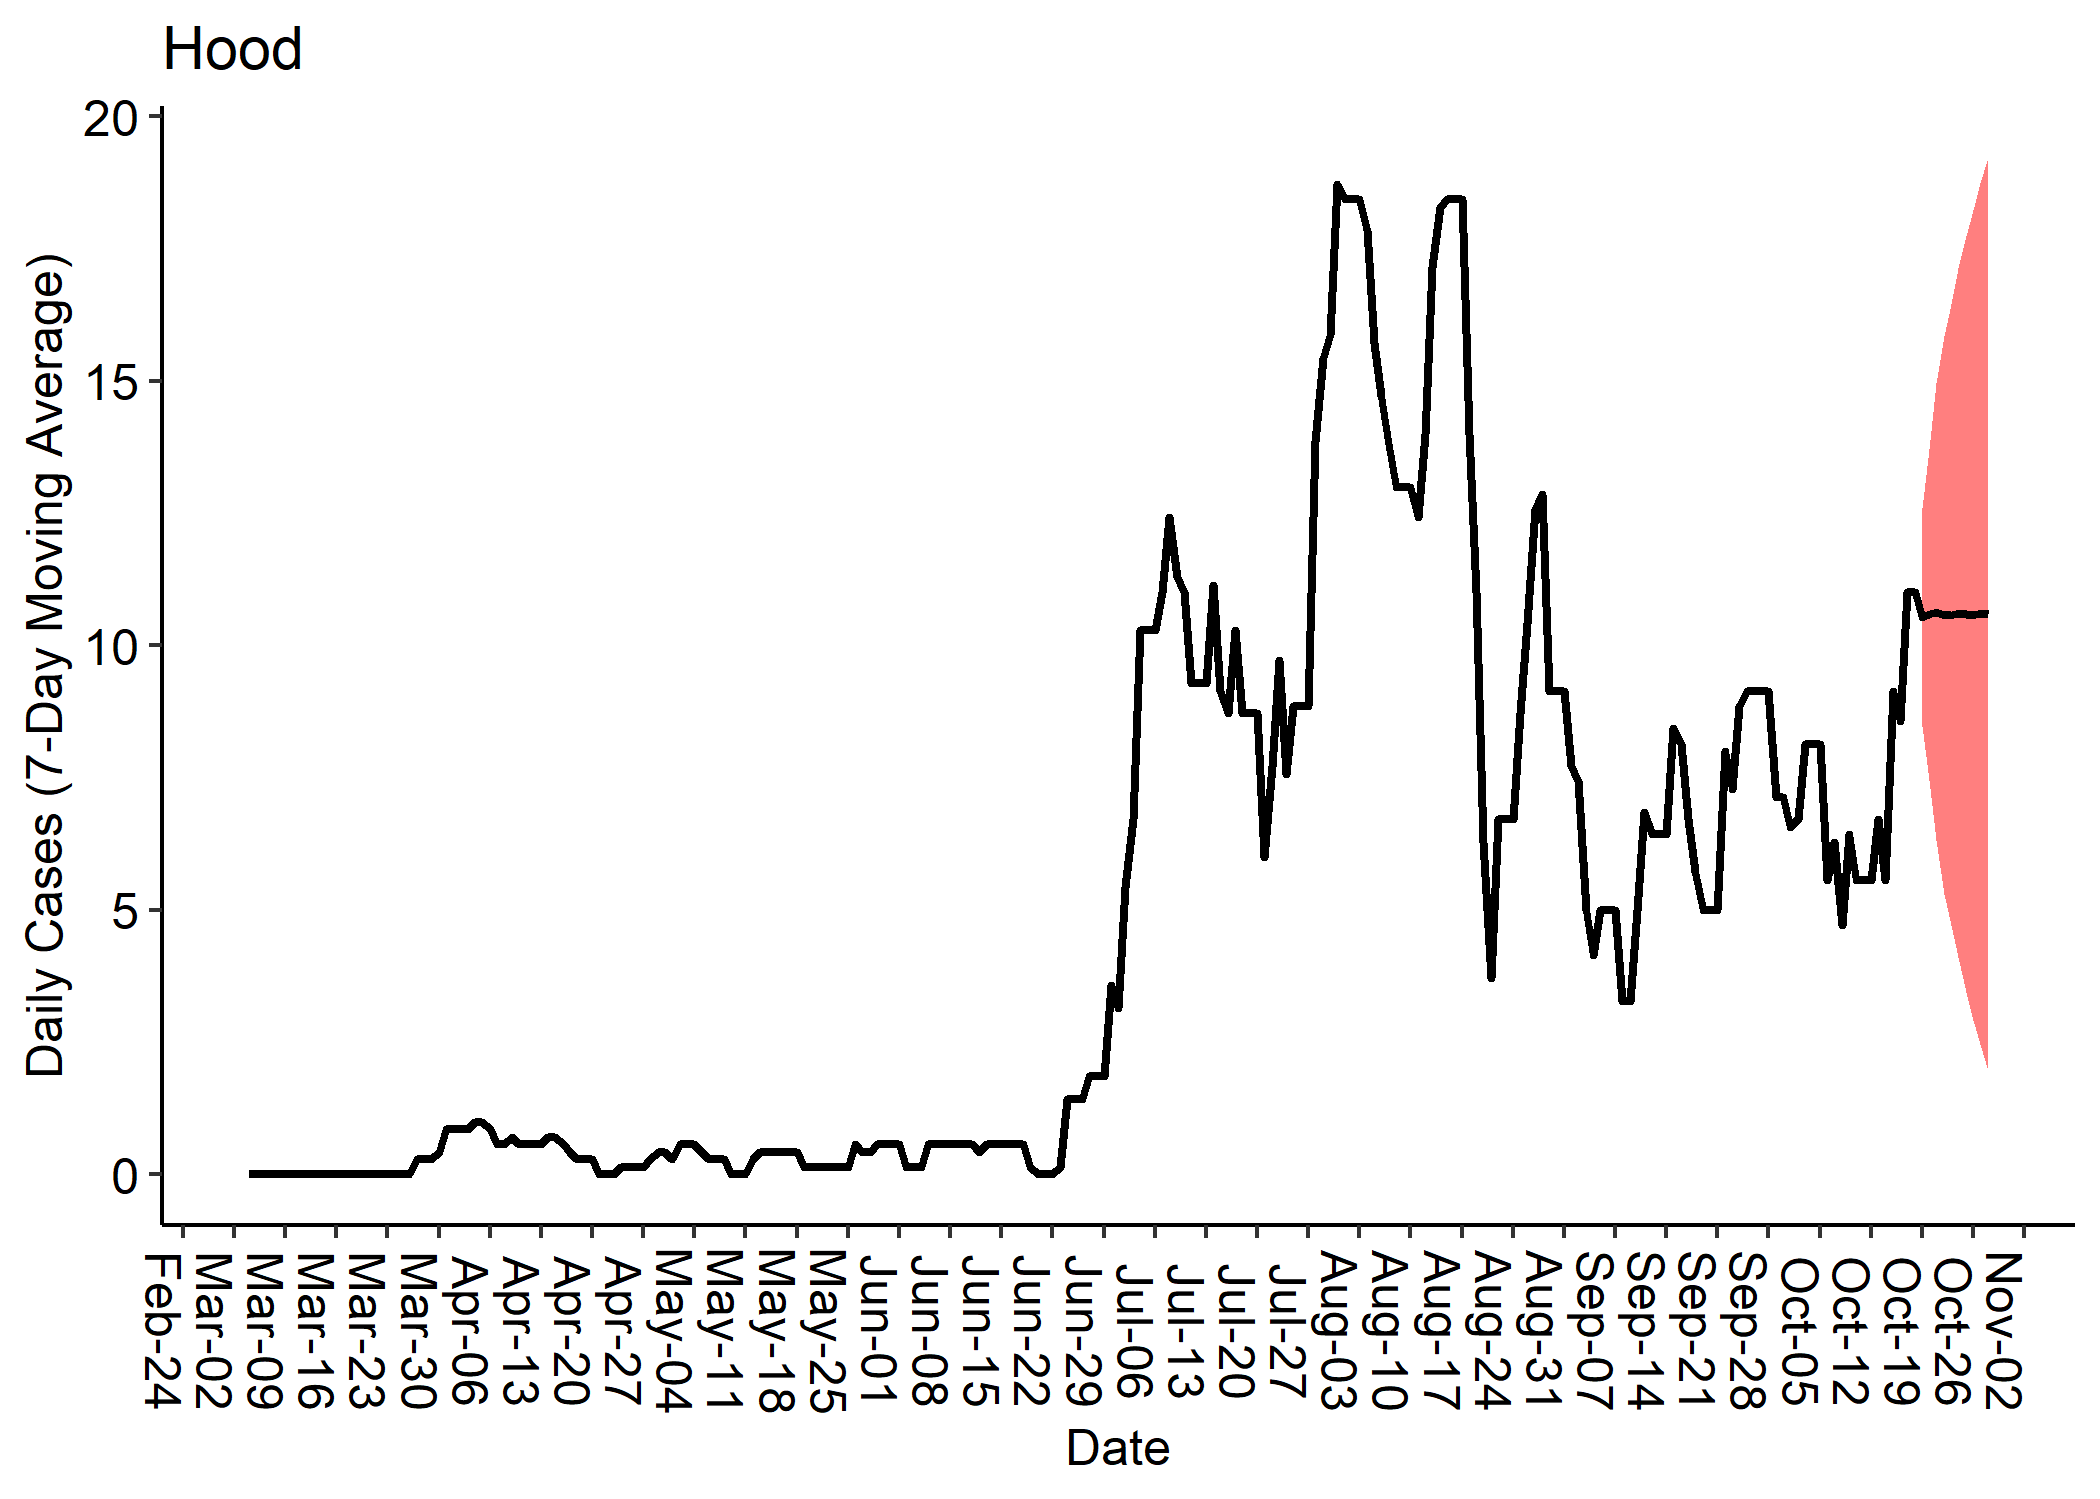 Hood
20
15
10
5
0
Daily Cases (7-Day Moving Average)
Feb-24
Mar-02
Mar-09
Mar-16
Mar-23
Mar-30
Apr-06
Apr-13
Apr-20
Apr-27
May-04
May-11
May-18
May-25
Jun-01
Jun-08
Jun-15
Jun-22
Jun-29
Jul-06
Jul-13
Jul-20
Jul-27
Aug-03
Aug-10
Aug-17
Aug-24
Aug-31
Sep-07
Sep-14
Sep-21
Sep-28
Oct-05
Oct-12
Oct-19
Oct-26
Nov-02
Date